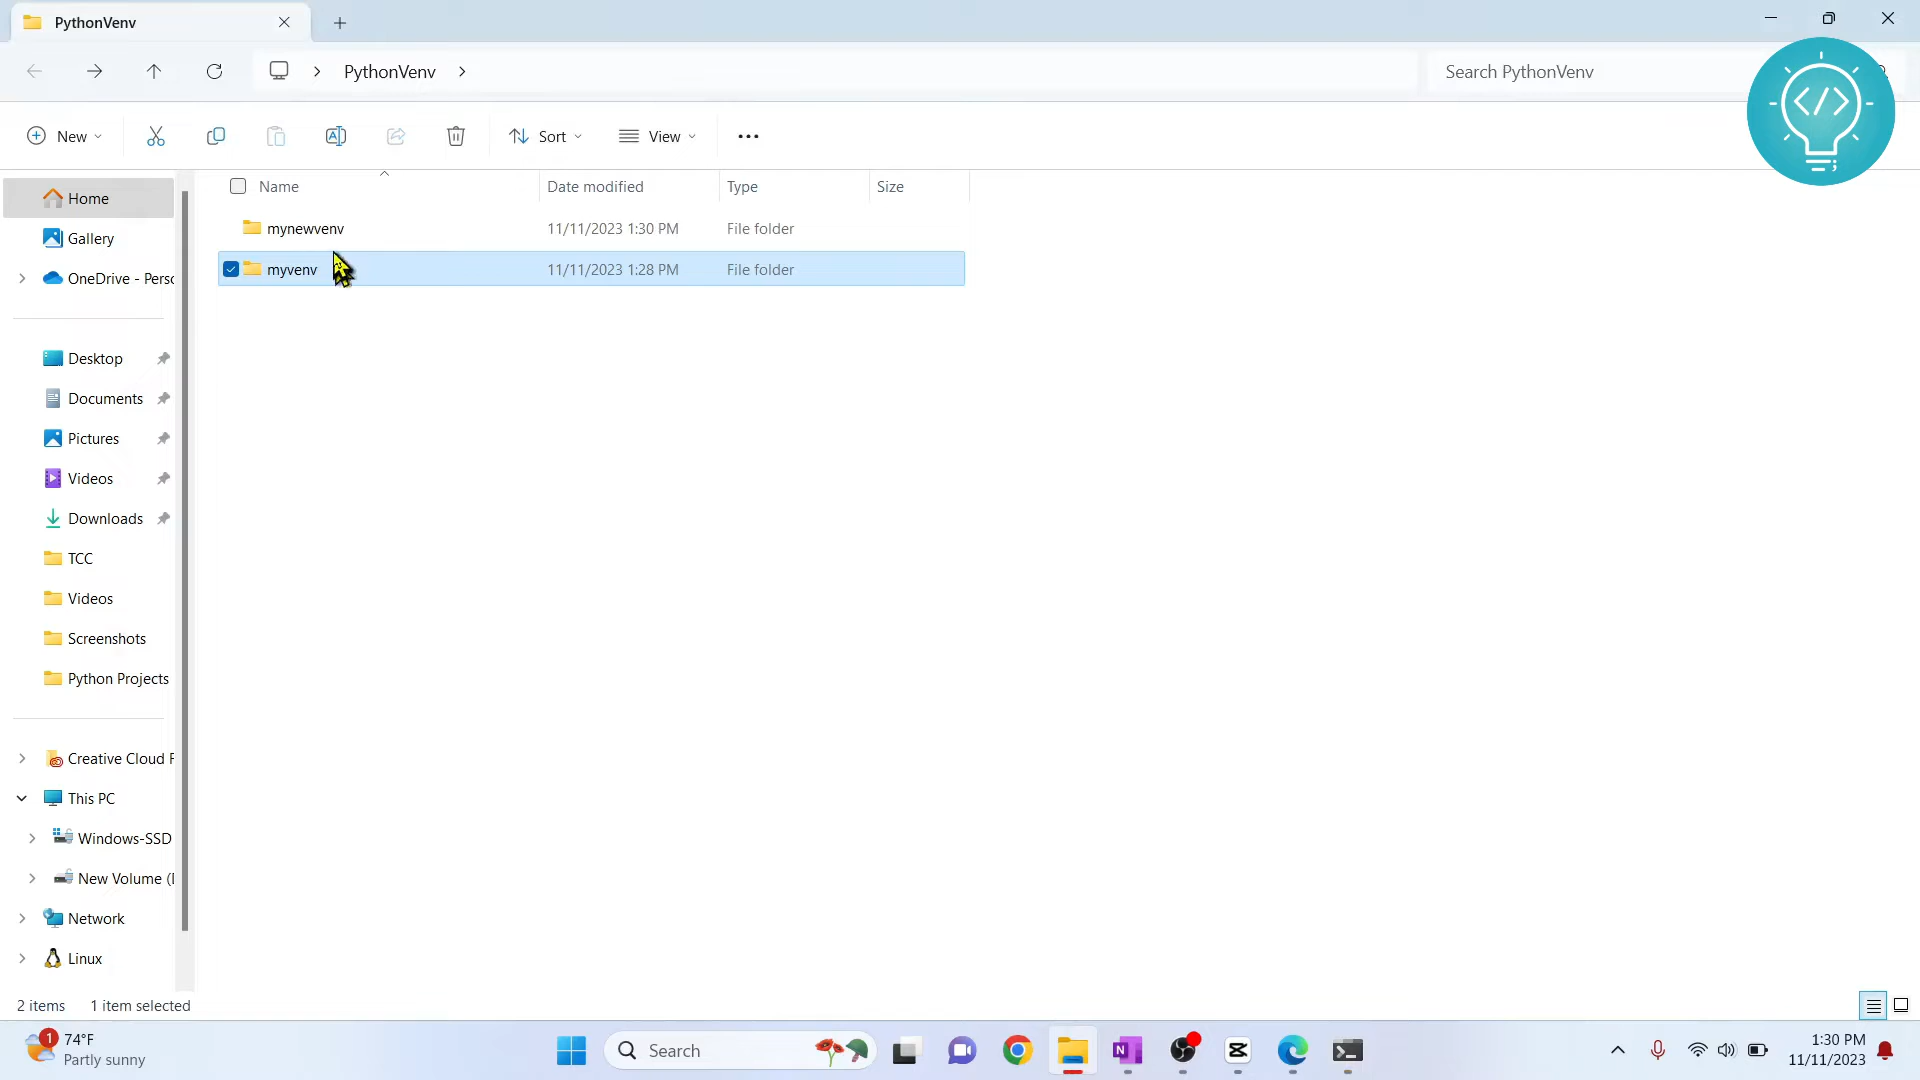 PythonVenv
PythonVenv
Search PythonVenv
New
Sort
View
Name
Date modified
Type
Size
mynewvenv
11/11/2023 1:30 PM
File folder
myvenv
11/11/2023 1:28 PM
File folder
Home
Gallery
OneDrive - Perso
Desktop
Documents
Pictures
Videos
Downloads
TCC
Videos
Screenshots
Python Projects
Creative Cloud F
This PC
Windows-SSD
New Volume (
Network
Linux
2 items
1 item selected
1
74°F
Partly sunny
Search
1:30 PM
11/11/2023